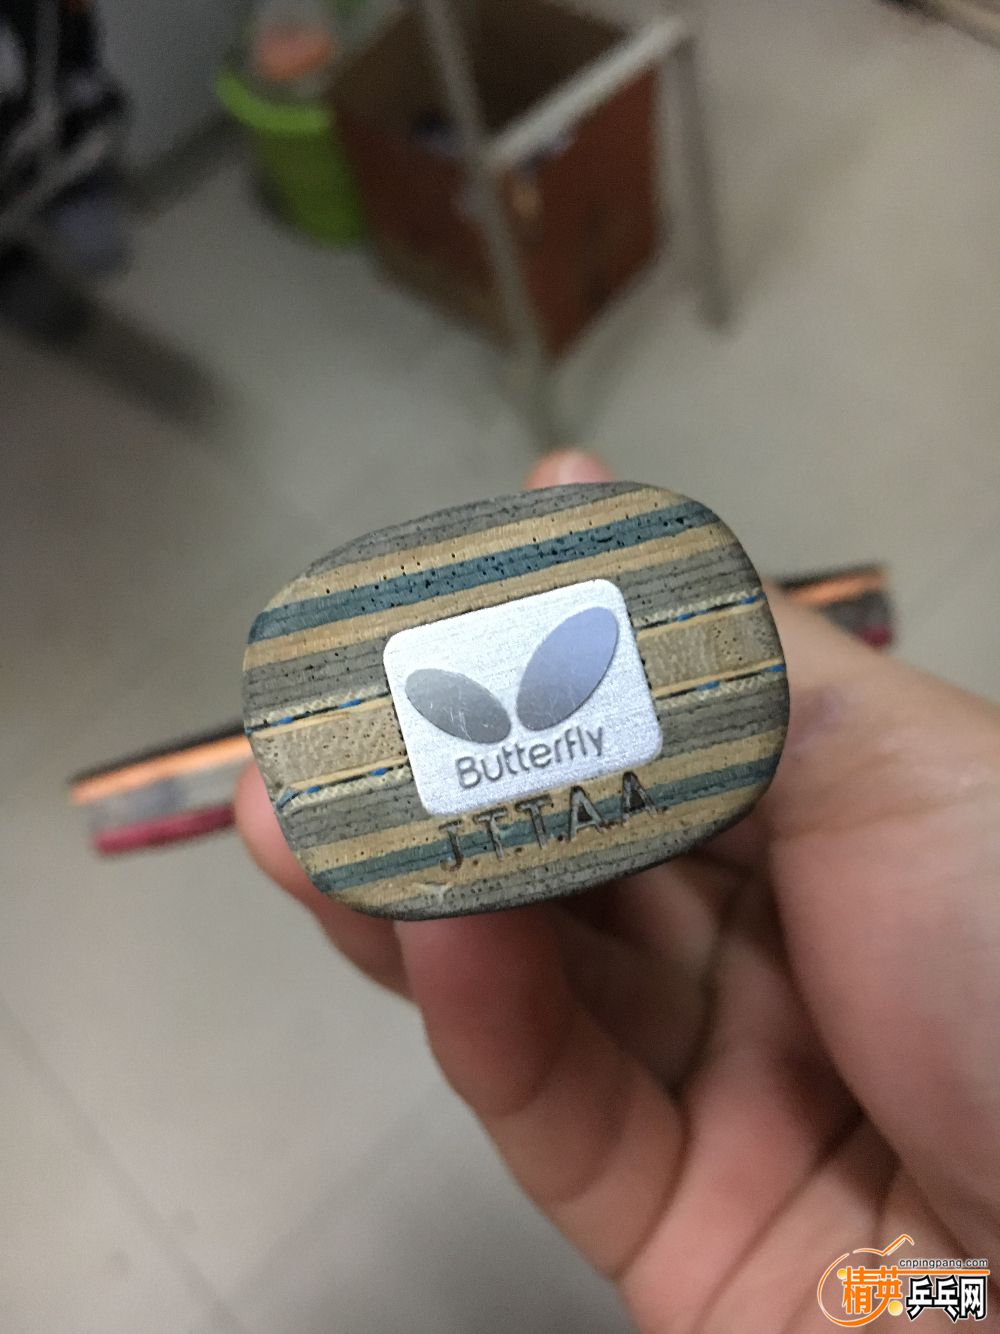 Butterfly
J.T.T.A.A
cnpingpang.com
精英乒乓网